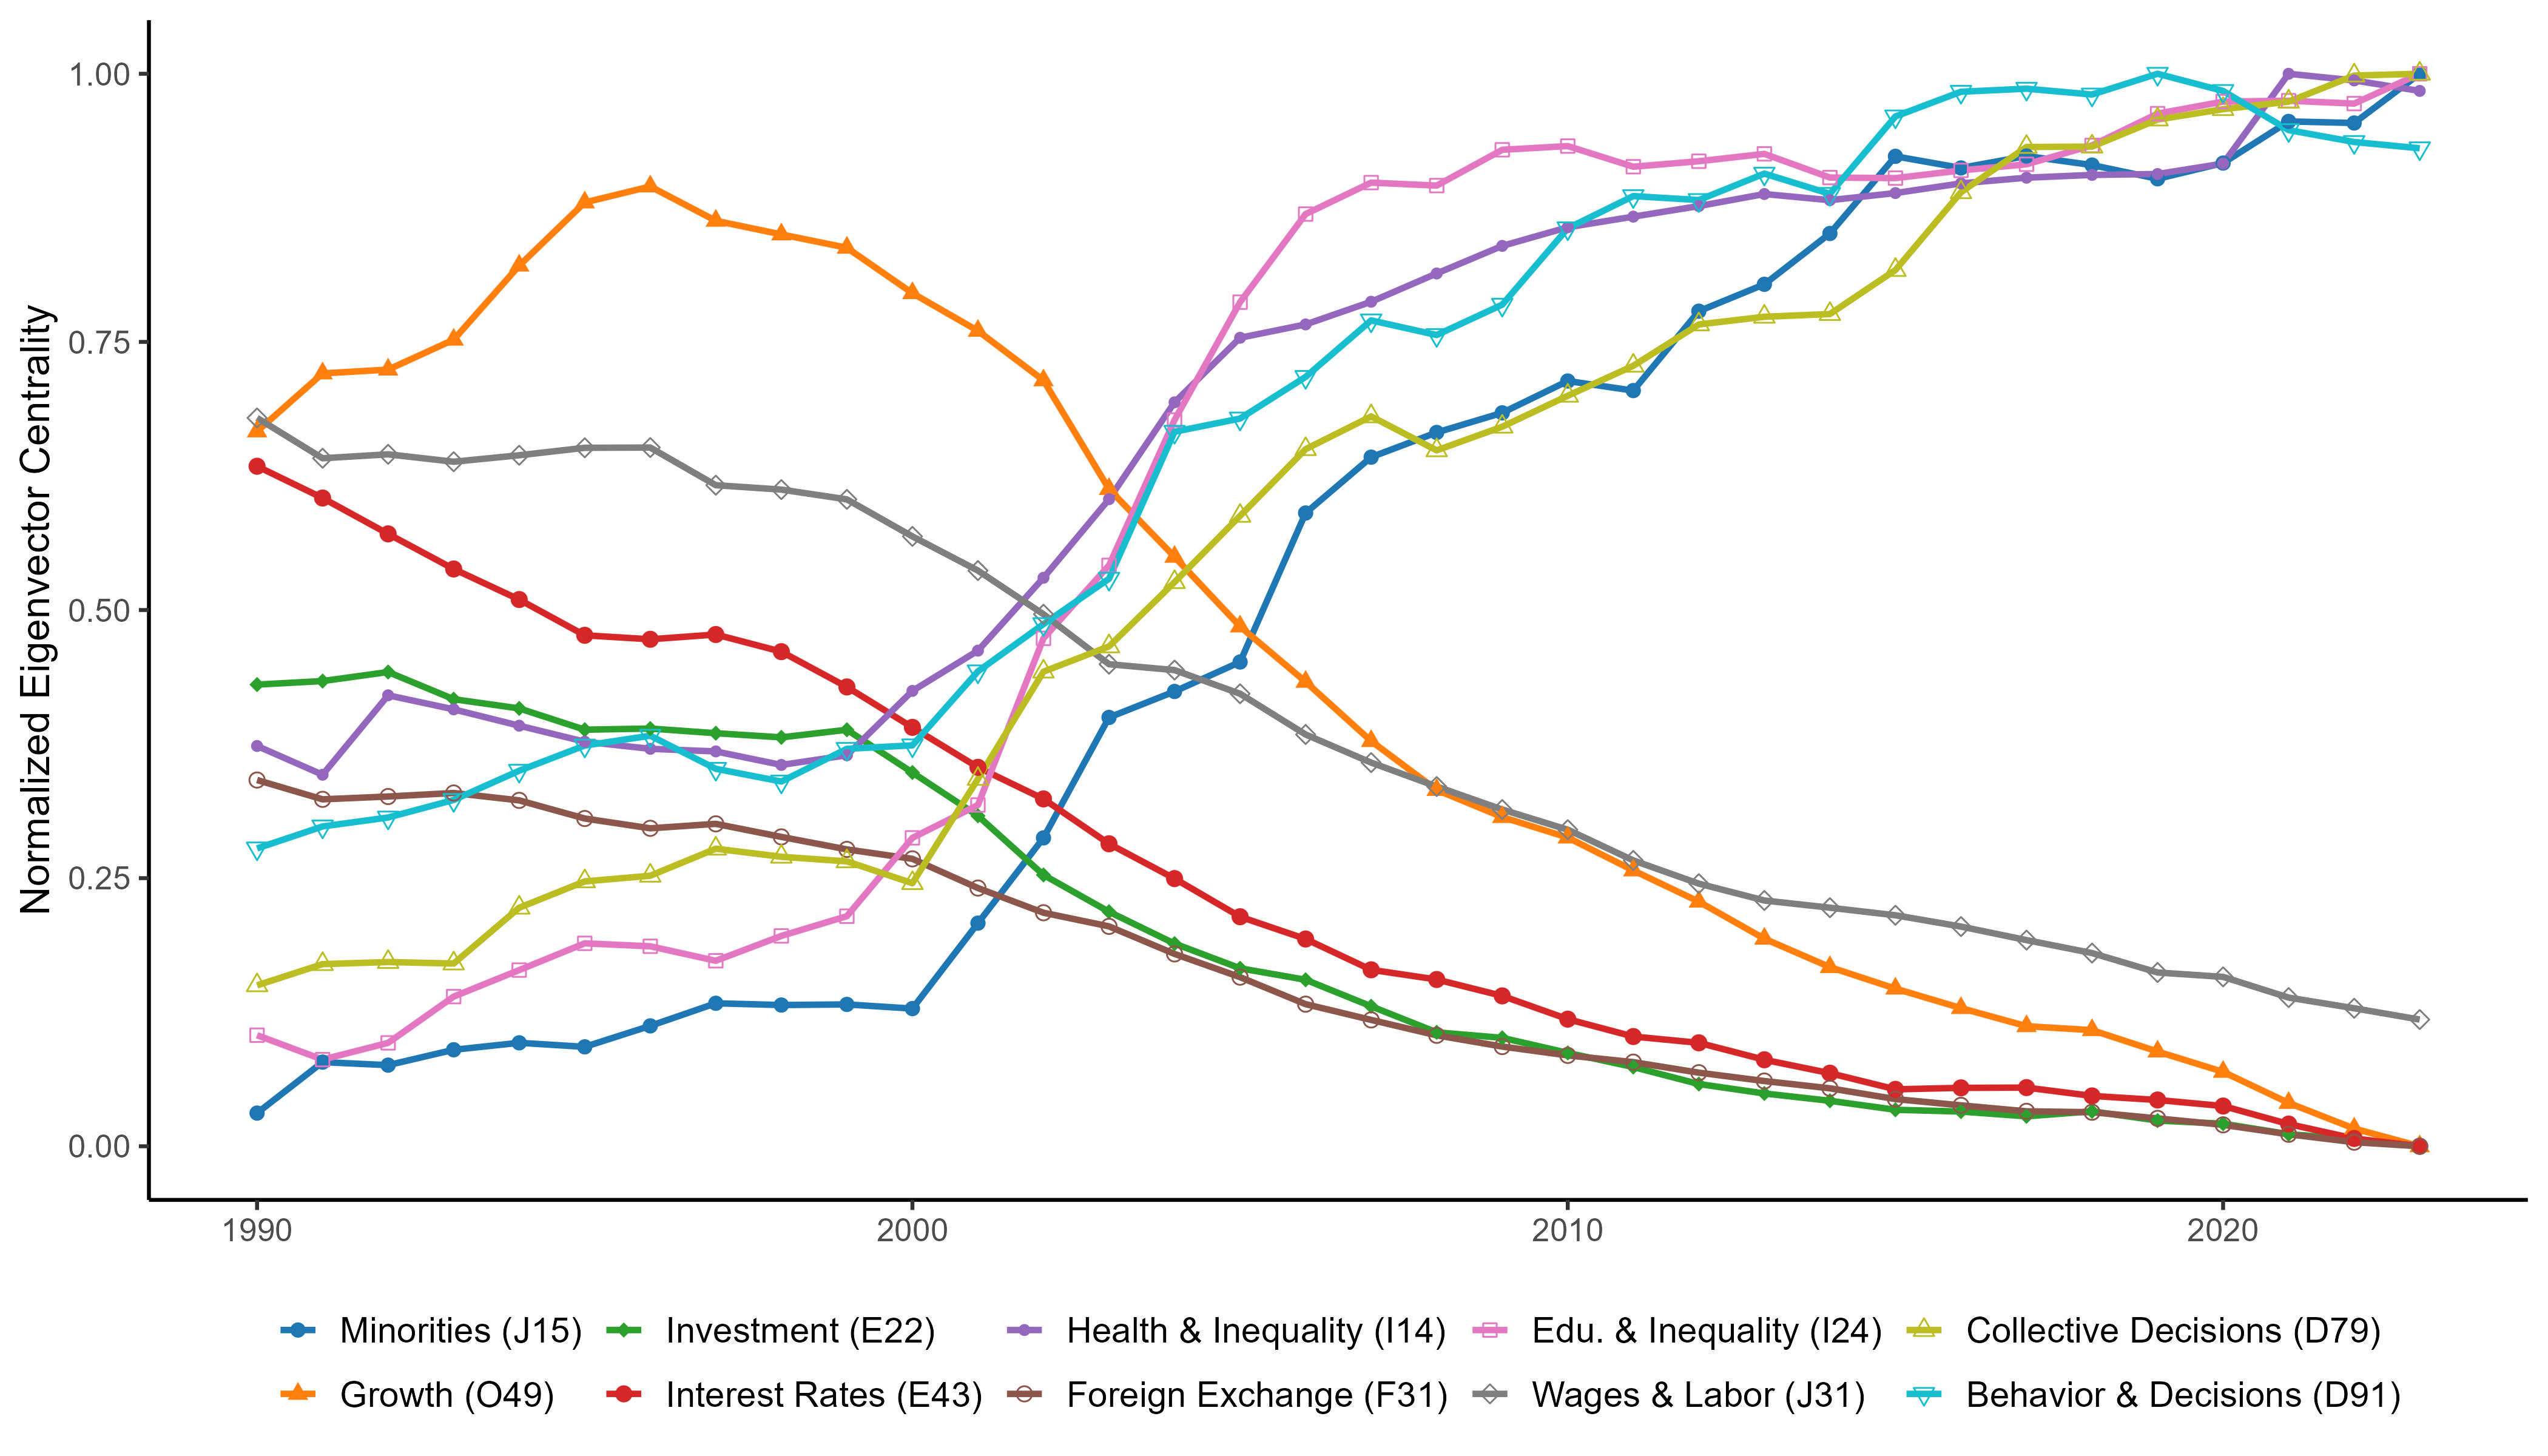 Normalized Eigenvector Centrality
1.00
0.75
0.50
0.25
0.00
1990 2000 2010 2020
Minorities (J15) Investment (E22) Health & Inequality (I14) Edu. & Inequality (I24) Collective Decisions (D79)
Growth (O49) Interest Rates (E43) Foreign Exchange (F31) Wages & Labor (J31) Behavior & Decisions (D91)